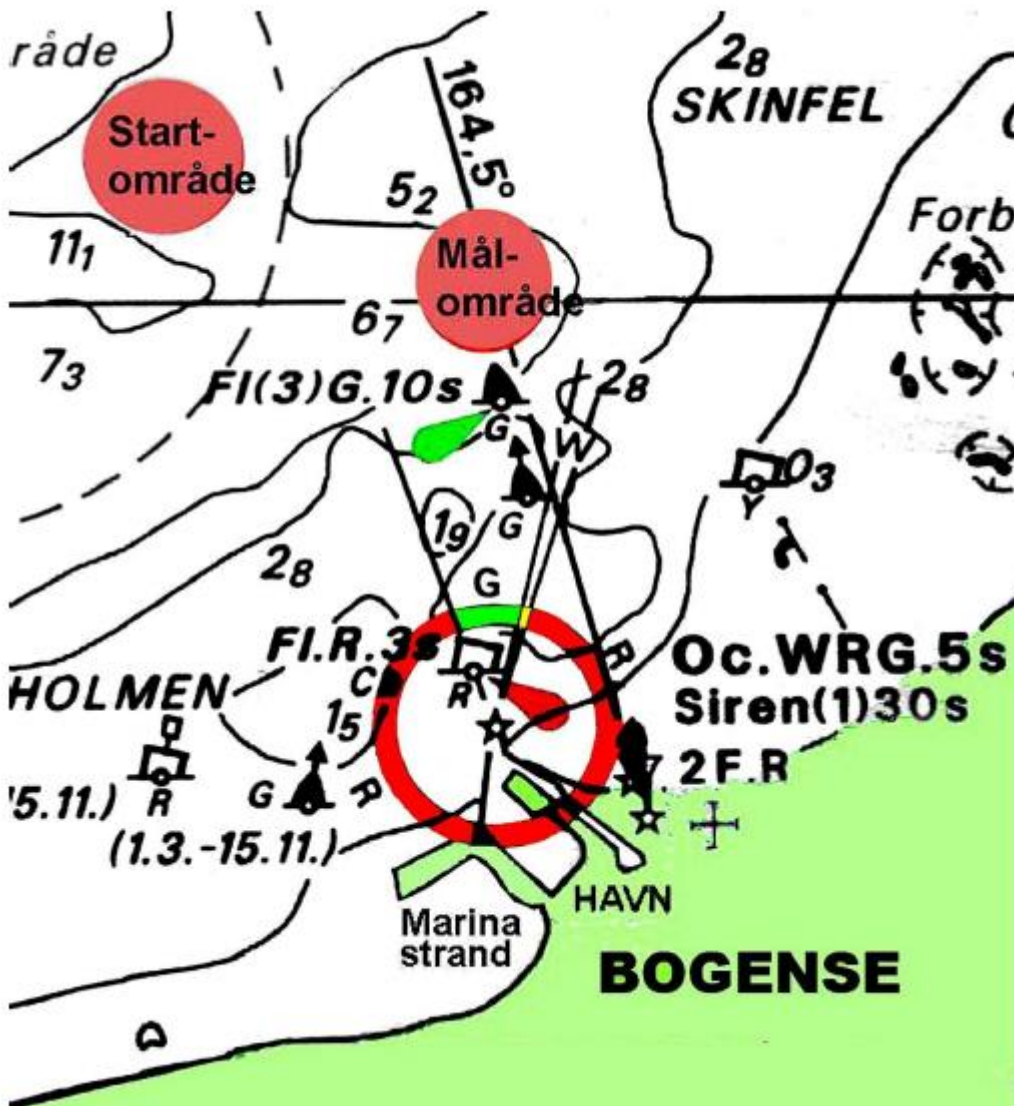 råde
2₈
SKINFEL
164,5°
Start-
område
5₂
11₁
Forb
Mål-
område
6₇
7₃
Fl(3)G.10s
2₈
G
W
G
O₃
Y
1₉
2₈
G
Fl.R.3s
R
Oc.WRG.5s
Siren(1)30s
HOLMEN
C
R
1₅
2F.R
R
G
R
15.11.)
(1.3.-15.11.)
HAVN
Marina
strand
BOGENSE